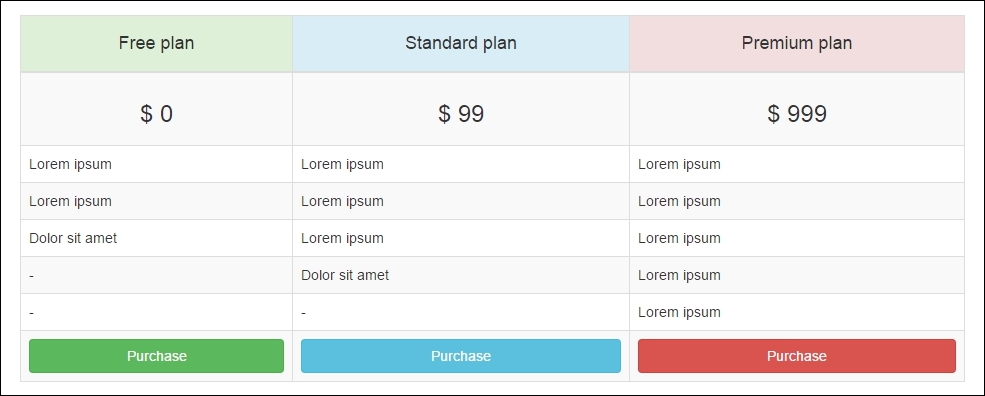 Free plan Standard plan Premium plan
$ 0 $ 99 $ 999
Lorem ipsum Lorem ipsum Lorem ipsum
Lorem ipsum Lorem ipsum Lorem ipsum
Dolor sit amet Lorem ipsum Lorem ipsum
- Dolor sit amet Lorem ipsum
- - Lorem ipsum
Purchase Purchase Purchase